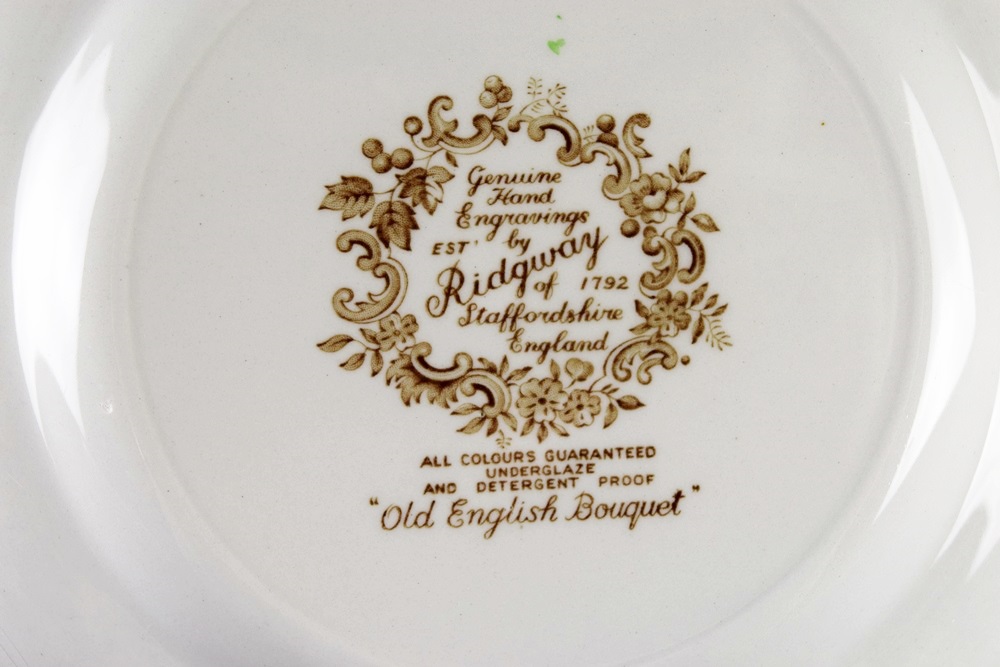 Genuine
Hand
Engravings
EST' by
Ridgway
of 1792
Staffordshire
England
ALL COLOURS GUARANTEED
UNDERGLAZE
AND DETERGENT PROOF
"Old English Bouquet"